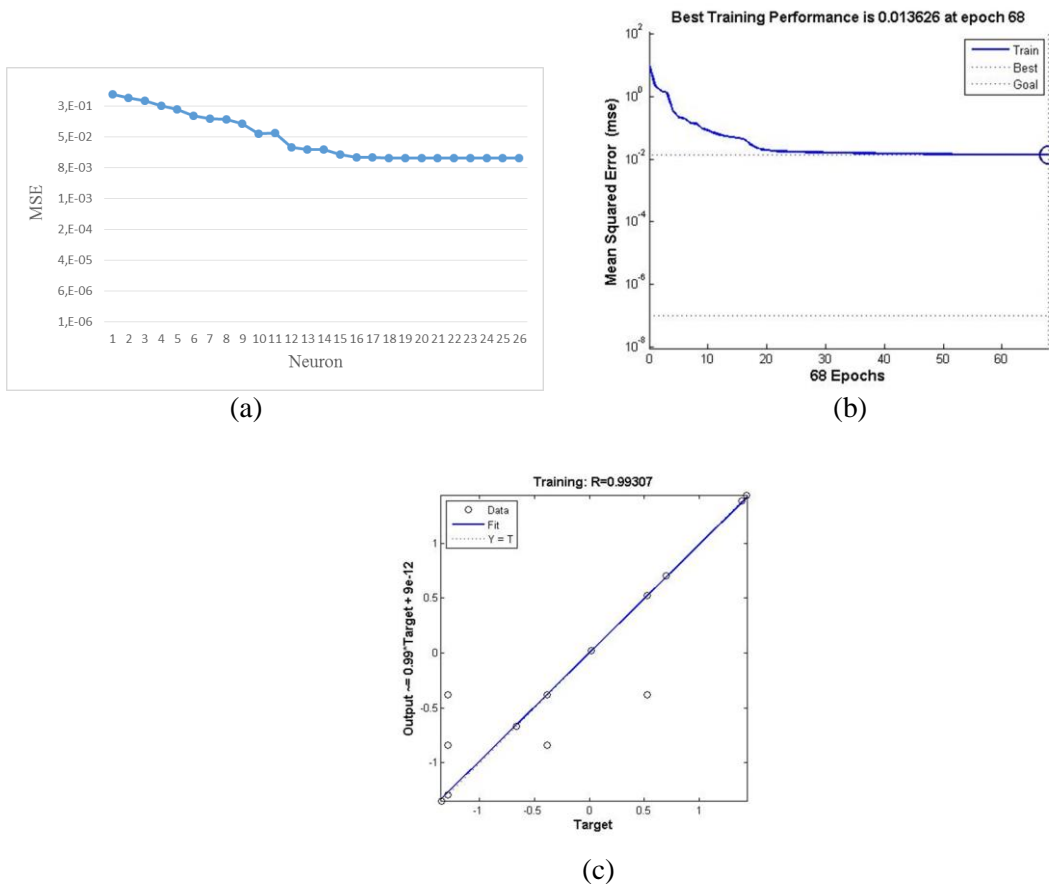 3,E-01
5,E-02
8,E-03
1,E-03
2,E-04
4,E-05
6,E-06
1,E-06
MSE
1 2 3 4 5 6 7 8 9 10 11 12 13 14 15 16 17 18 19 20 21 22 23 24 25 26
Neuron
(a)
Best Training Performance is 0.013626 at epoch 68
10^2
10^0
10^-2
10^-4
10^-6
10^-8
Mean Squared Error (mse)
Train
Best
Goal
0 10 20 30 40 50 60
68 Epochs
(b)
Training: R=0.99307
Data
Fit
Y = T
1
0.5
0
-0.5
-1
Output ~= 0.99*Target + 9e-12
-1 -0.5 0 0.5 1
Target
(c)